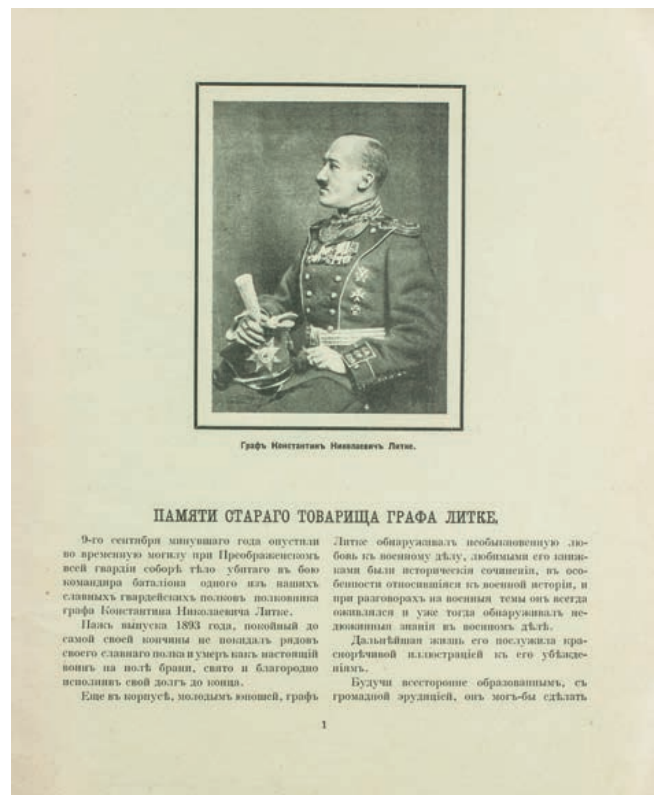 Графъ Константинъ Николаевичъ Литке.
ПАМЯТИ СТАРАГО ТОВАРИЩА ГРАФА ЛИТКЕ.
9-го сентября минувшаго года опустили
во временную могилу при Преображенскомъ
всей гвардіи соборѣ тѣло убитаго въ бою
командира баталіона одного изъ нашихъ
славныхъ гвардейскихъ полковъ полковника
графа Константина Николаевича Литке.
Пажъ выпуска 1893 года, покойный до
самой своей кончины не покидалъ рядовъ
своего славнаго полка и умеръ какъ настоящій
воинъ на полѣ брани, свято и благородно
исполнивъ свой долгъ до конца.
Еще въ корпусѣ, молодымъ юношей, графъ
Литке обнаруживалъ необыкновенную лю-
бовь къ военному дѣлу, любимыми его книж-
ками были историческія сочиненія, въ осо-
бенности относившіяся къ военной исторіи, и
при разговорахъ на военныя темы онъ всегда
оживлялся и уже тогда обнаруживалъ не-
дюжинныя знанія въ военномъ дѣлѣ.
Дальнѣйшая жизнь его послужила кра-
снорѣчивой иллюстраціей къ его убѣжде-
ніямъ.
Будучи всесторонне образованнымъ, съ
громадной эрудиціей, онъ могъ-бы сдѣлать
1